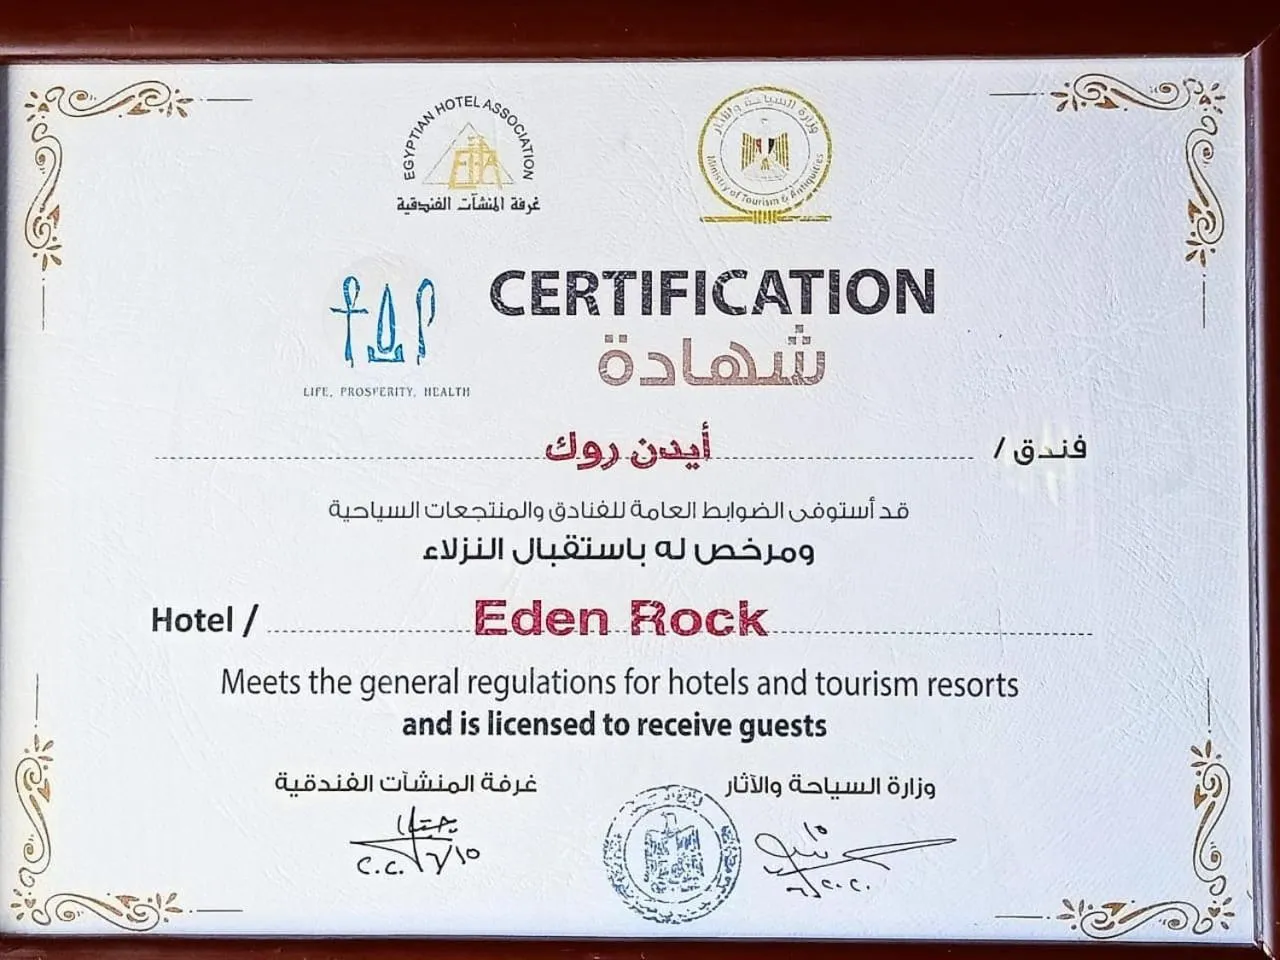 EGYPTIAN HOTEL ASSOCIATION
EHA
غرفة المنشآت الفندقية
وزارة السياحة والآثار
Ministry of Tourism & Antiquities
CERTIFICATION
شهادة
LIFE, PROSPERITY, HEALTH
فندق / أيدن روك
قد أستوفى الضوابط العامة للفنادق والمنتجعات السياحية
ومرخص له باستقبال النزلاء
Hotel / Eden Rock
Meets the general regulations for hotels and tourism resorts
and is licensed to receive guests
وزارة السياحة والآثار
غرفة المنشآت الفندقية